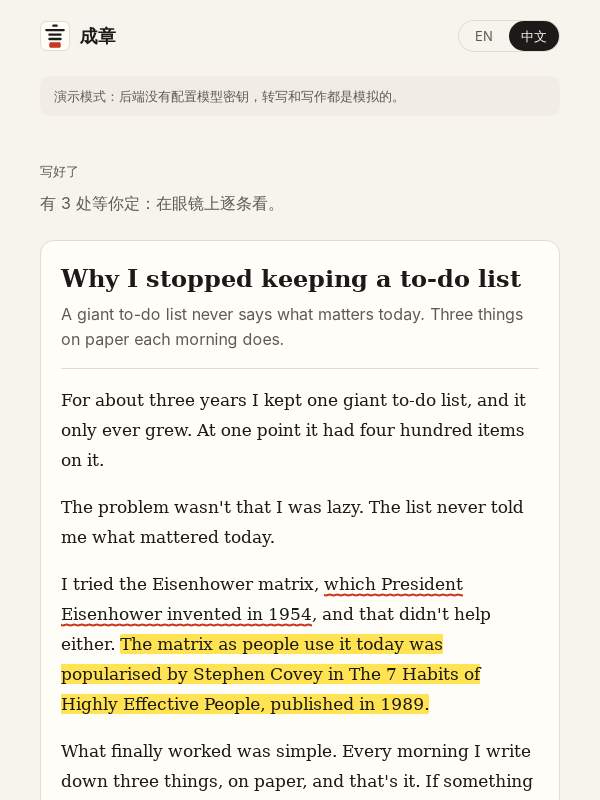 成章
EN 中文
演示模式：后端没有配置模型密钥，转写和写作都是模拟的。
写好了
有 3 处等你定：在眼镜上逐条看。
Why I stopped keeping a to-do list
A giant to-do list never says what matters today. Three things
on paper each morning does.
For about three years I kept one giant to-do list, and it
only ever grew. At one point it had four hundred items
on it.
The problem wasn't that I was lazy. The list never told
me what mattered today.
I tried the Eisenhower matrix, which President
Eisenhower invented in 1954, and that didn't help
either. The matrix as people use it today was
popularised by Stephen Covey in The 7 Habits of
Highly Effective People, published in 1989.
What finally worked was simple. Every morning I write
down three things, on paper, and that's it. If something